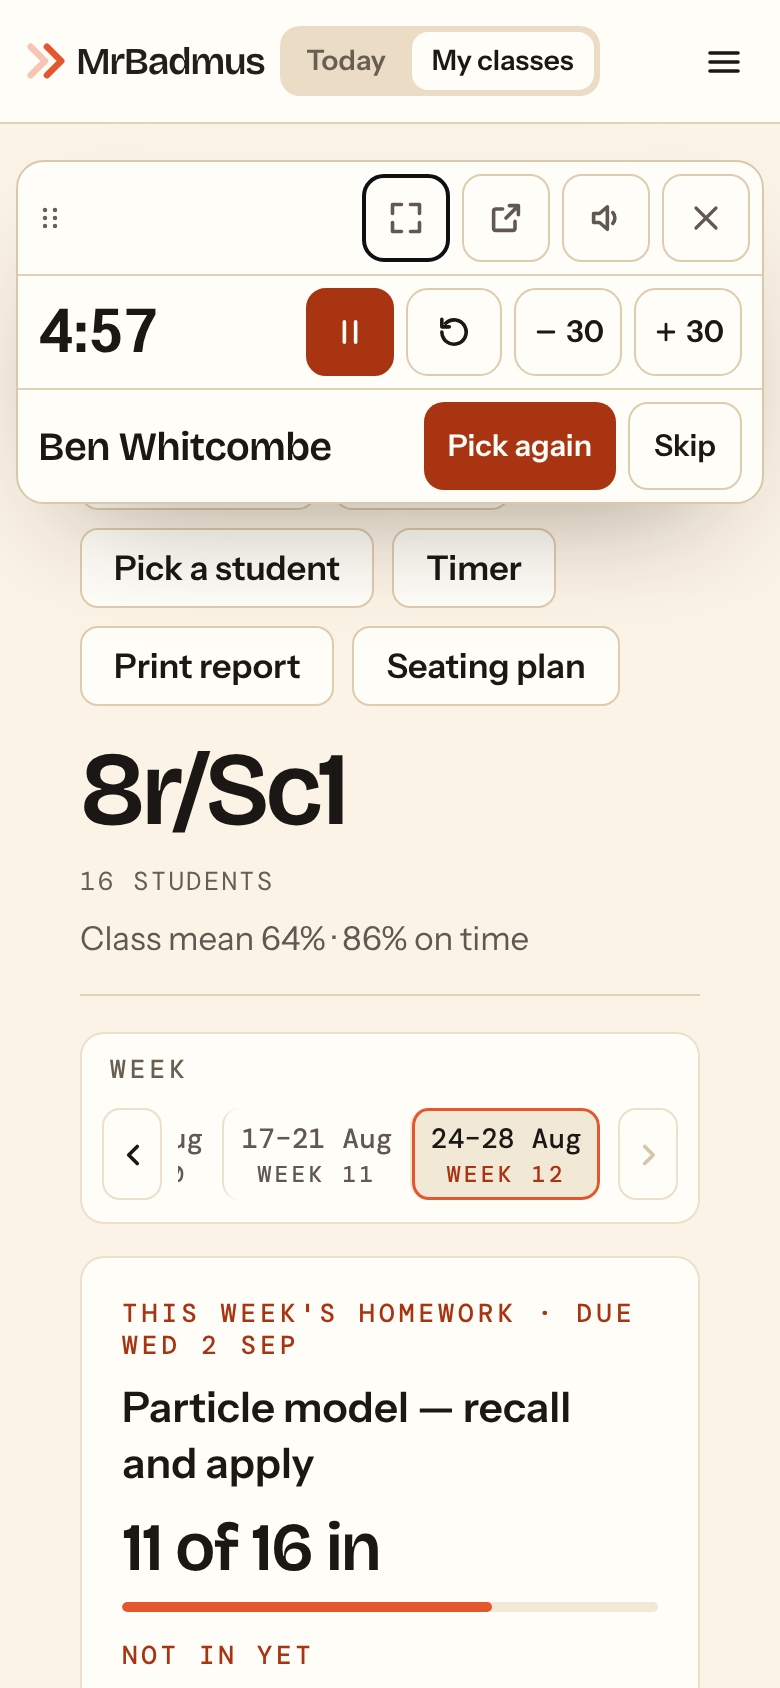 MrBadmus
Today
My classes
4:57
− 30
+ 30
Ben Whitcombe
Pick again
Skip
Pick a student
Timer
Print report
Seating plan
8r/Sc1
16 STUDENTS
Class mean 64% · 86% on time
WEEK
17–21 Aug
WEEK 11
24–28 Aug
WEEK 12
THIS WEEK'S HOMEWORK · DUE
WED 2 SEP
Particle model — recall
and apply
11 of 16 in
NOT IN YET